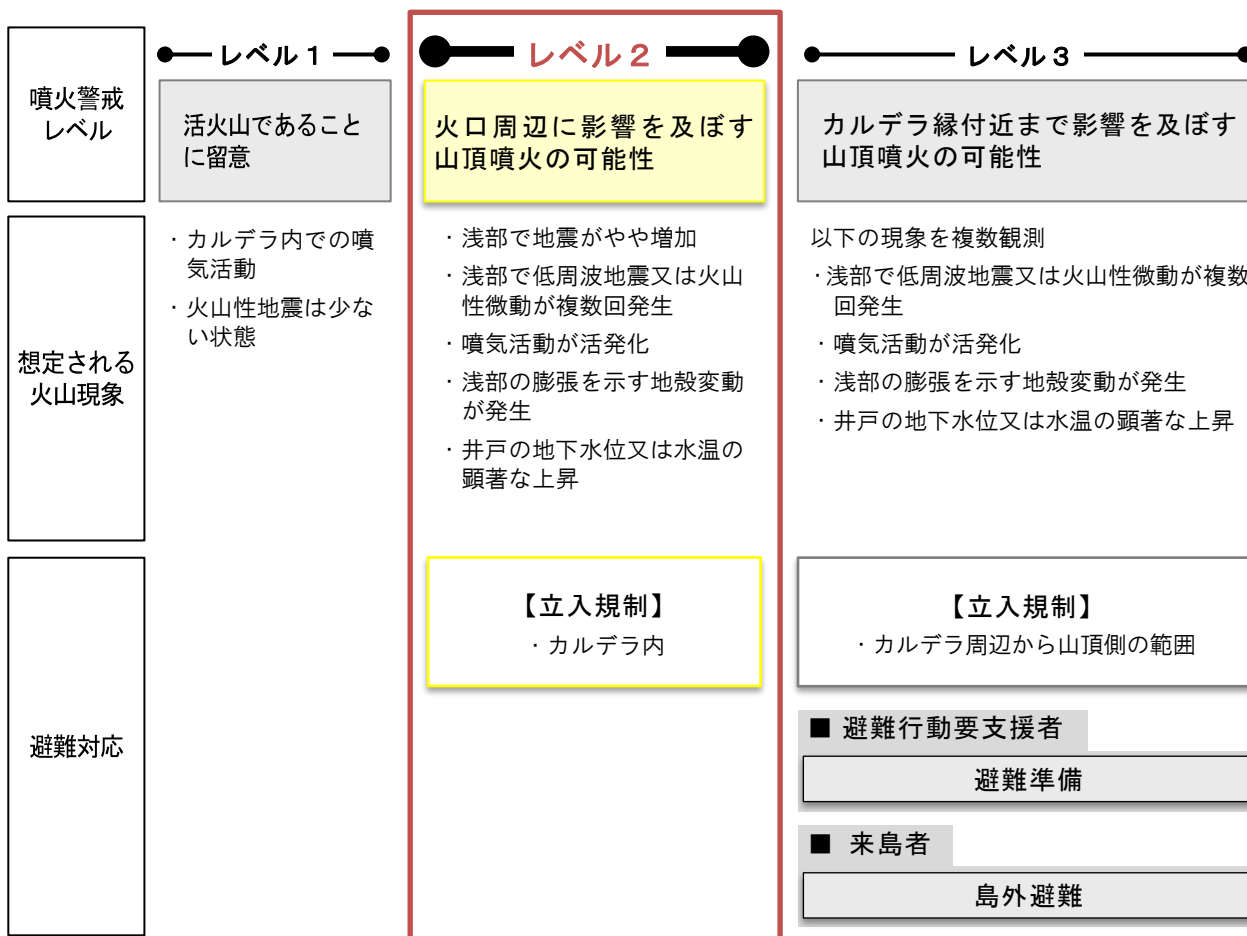 噴火警戒
レベル
レベル１
レベル２
レベル３
活火山であること
に留意
火口周辺に影響を及ぼす
山頂噴火の可能性
カルデラ縁付近まで影響を及ぼす
山頂噴火の可能性
想定される
火山現象
・カルデラ内での噴
気活動
・火山性地震は少な
い状態
・浅部で地震がやや増加
・浅部で低周波地震又は火山
性微動が複数回発生
・噴気活動が活発化
・浅部の膨張を示す地殻変動
が発生
・井戸の地下水位又は水温の
顕著な上昇
以下の現象を複数観測
・浅部で低周波地震又は火山性微動が複数
回発生
・噴気活動が活発化
・浅部の膨張を示す地殻変動が発生
・井戸の地下水位又は水温の顕著な上昇
避難対応
【立入規制】
・カルデラ内
【立入規制】
・カルデラ周辺から山頂側の範囲
■ 避難行動要支援者
避難準備
■ 来島者
島外避難